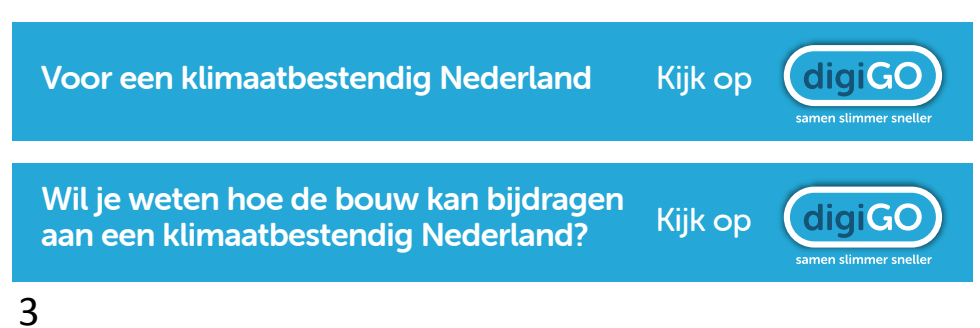 Voor een klimaatbestendig Nederland Kijk op digiGO
samen slimmer sneller
Wil je weten hoe de bouw kan bijdragen
aan een klimaatbestendig Nederland?
Kijk op digiGO
samen slimmer sneller
3